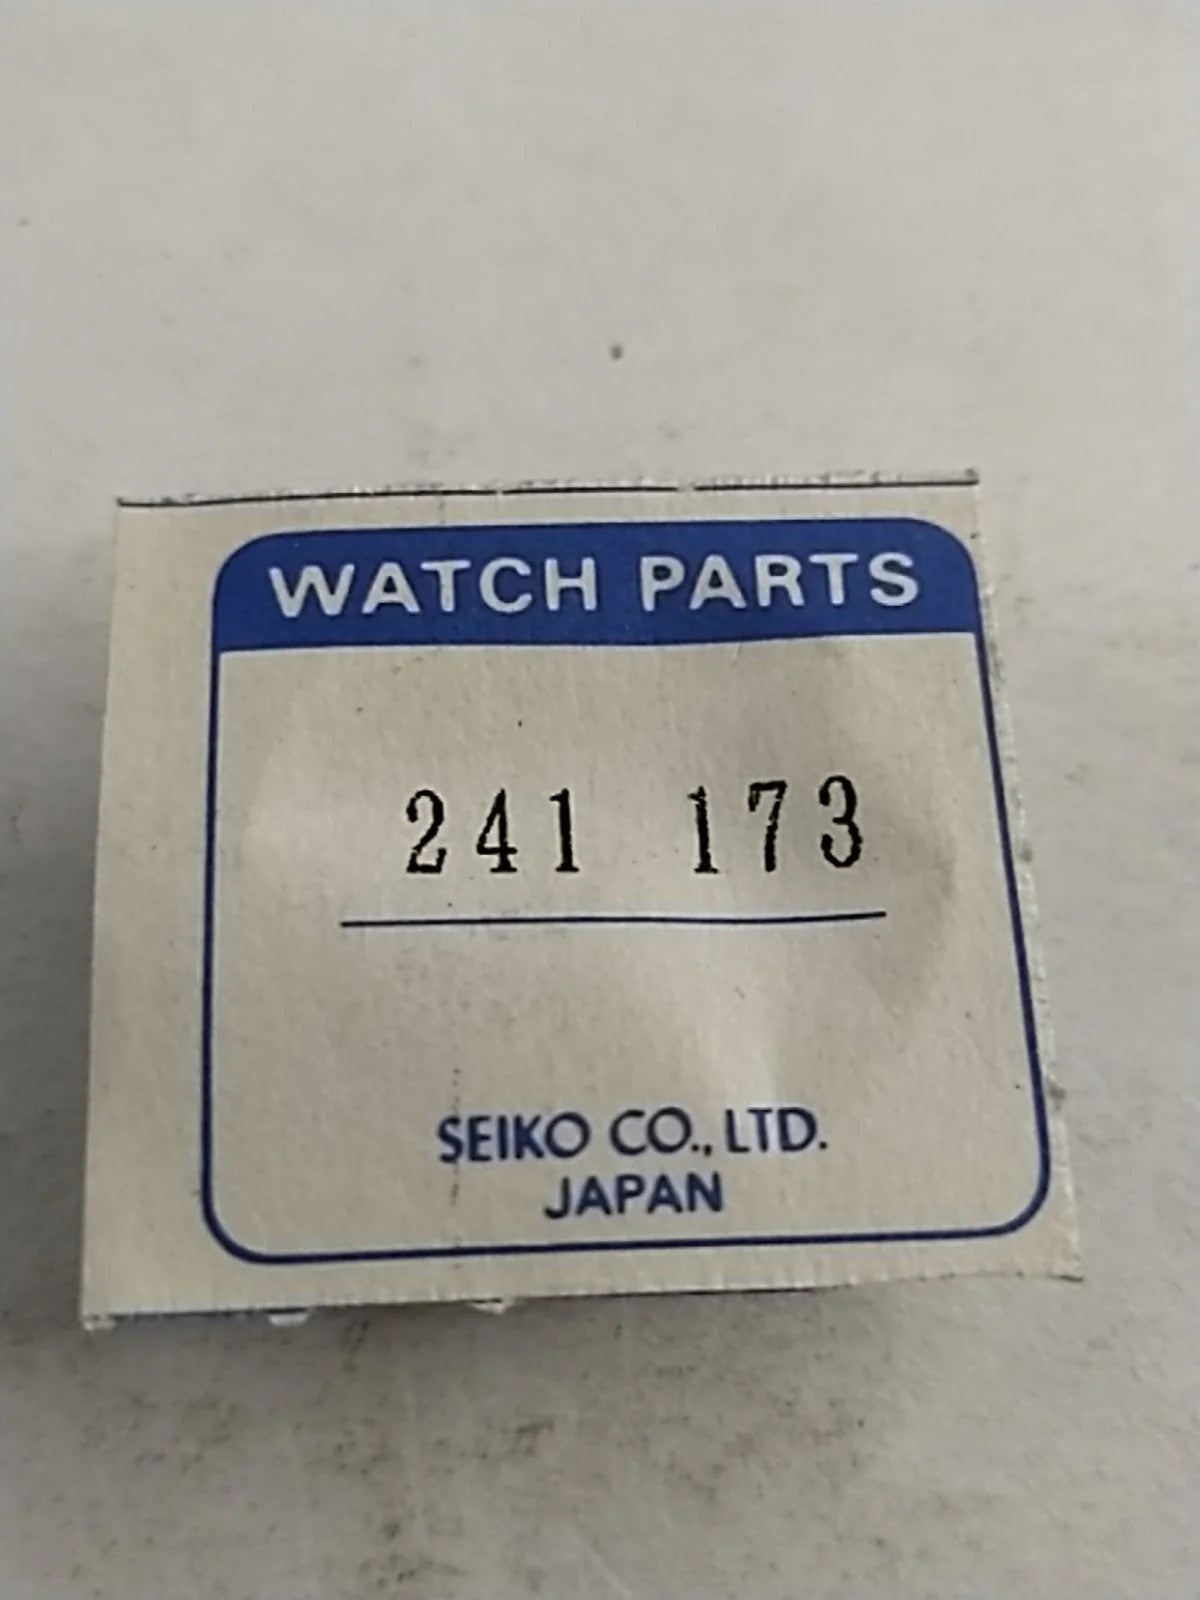 WATCH PARTS
241 173
SEIKO CO., LTD.
JAPAN